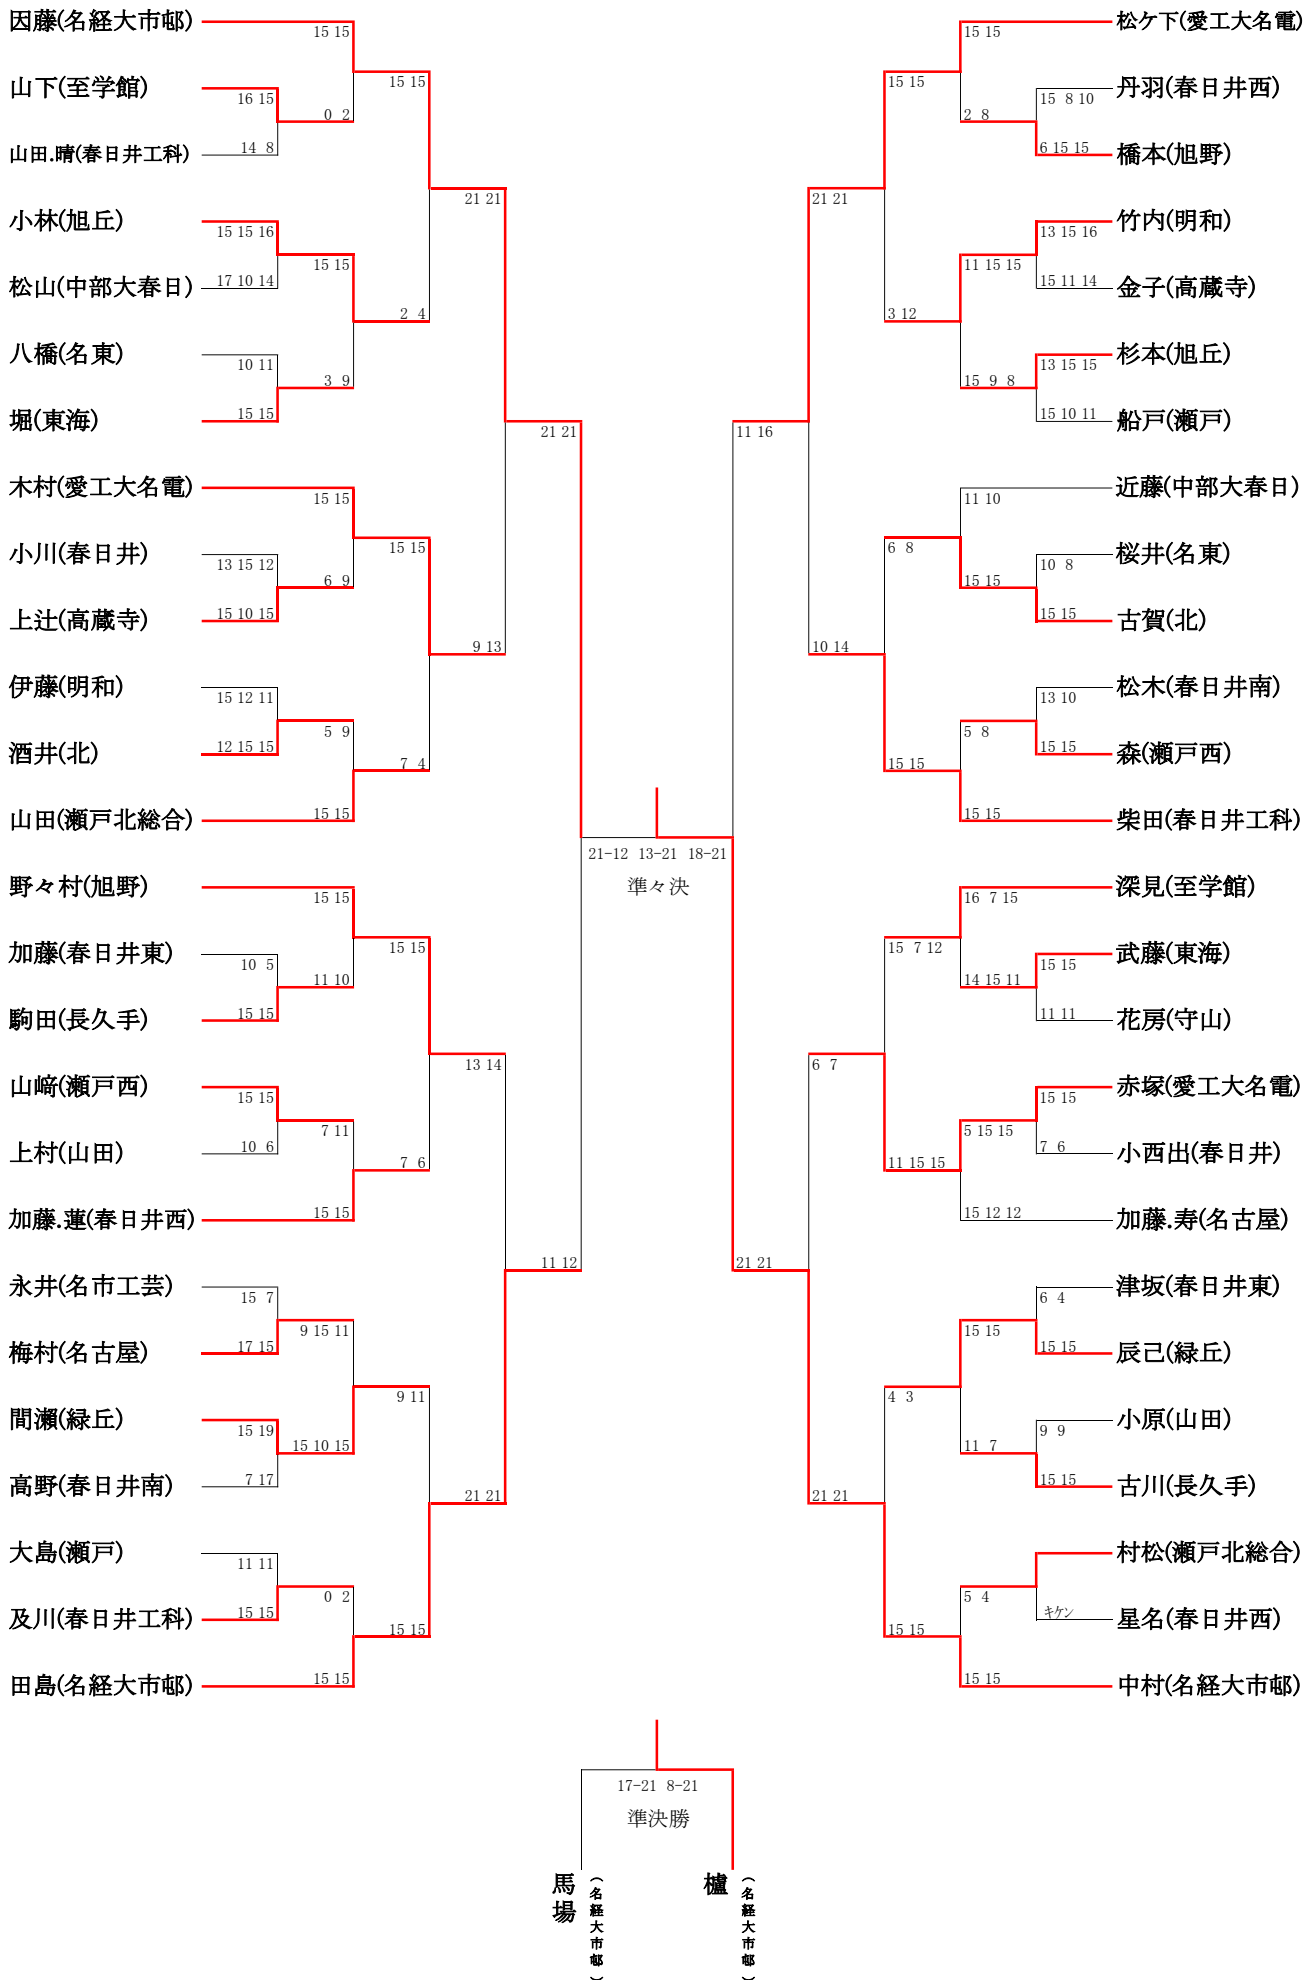 因藤(名経大市邨)
15 15
山下(至学館)
16 15
0 2
15 15
山田.晴(春日井工科)
14 8
21 21
小林(旭丘)
15 15 16
15 15
松山(中部大春日)
17 10 14
2 4
八橋(名東)
10 11
3 9
堀(東海)
15 15
21 21
木村(愛工大名電)
15 15
小川(春日井)
13 15 12
6 9
15 15
上辻(高蔵寺)
15 10 15
9 13
伊藤(明和)
15 12 11
5 9
酒井(北)
12 15 15
7 4
山田(瀬戸北総合)
15 15
野々村(旭野)
15 15
加藤(春日井東)
10 5
11 10
15 15
駒田(長久手)
15 15
13 14
山﨑(瀬戸西)
15 15
7 11
上村(山田)
10 6
7 6
加藤.蓮(春日井西)
15 15
11 12
永井(名市工芸)
15 7
9 15 11
梅村(名古屋)
17 15
9 11
間瀬(緑丘)
15 19
15 10 15
高野(春日井南)
7 17
21 21
大島(瀬戸)
11 11
0 2
及川(春日井工科)
15 15
15 15
田島(名経大市邨)
15 15
松ケ下(愛工大名電)
15 15
丹羽(春日井西)
15 8 10
2 8
15 15
橋本(旭野)
6 15 15
21 21
竹内(明和)
13 15 16
11 15 15
金子(高蔵寺)
15 11 14
3 12
杉本(旭丘)
13 15 15
15 9 8
船戸(瀬戸)
15 10 11
11 16
近藤(中部大春日)
11 10
桜井(名東)
10 8
15 15
6 8
古賀(北)
15 15
10 14
松木(春日井南)
13 10
5 8
森(瀬戸西)
15 15
15 15
柴田(春日井工科)
15 15
21-12 13-21 18-21
準々決
深見(至学館)
16 7 15
武藤(東海)
15 15
14 15 11
15 7 12
花房(守山)
11 11
6 7
赤塚(愛工大名電)
15 15
5 15 15
小西出(春日井)
7 6
11 15 15
加藤.寿(名古屋)
15 12 12
21 21
津坂(春日井東)
6 4
15 15
辰己(緑丘)
15 15
4 3
小原(山田)
9 9
11 7
古川(長久手)
15 15
21 21
村松(瀬戸北総合)
5 4
星名(春日井西)
キケン
15 15
中村(名経大市邨)
15 15
17-21 8-21
準決勝
馬場
(名経大市邨)
櫨
(名経大市邨)